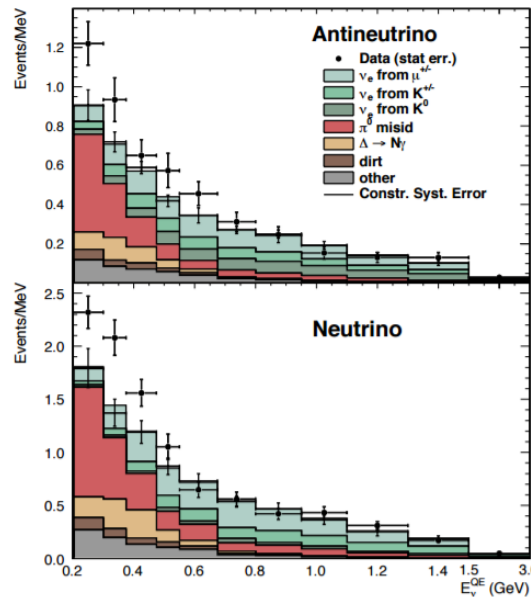 Events/MeV
Antineutrino
Data (stat err.)
νe from μ+/-
νe from K+/-
νe from K0
π0 misid
Δ → Nγ
dirt
other
Constr. Syst. Error
1.2
1.0
0.8
0.6
0.4
0.2
Events/MeV
Neutrino
2.5
2.0
1.5
1.0
0.5
0.0
0.2 0.4 0.6 0.8 1.0 1.2 1.4 1.5 3.0
EνQE (GeV)